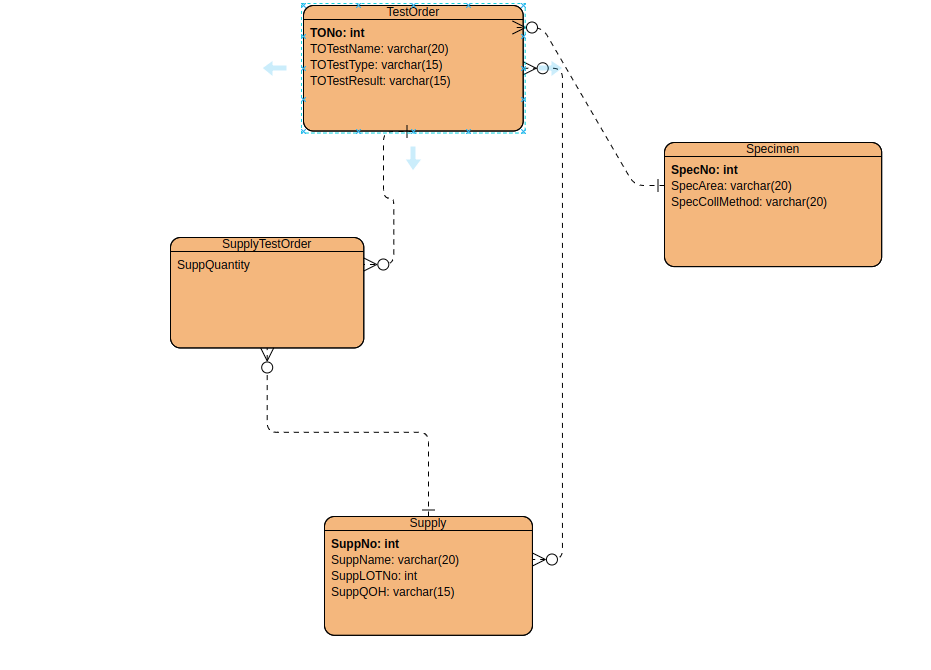 TestOrder
TONo: int
TOTestName: varchar(20)
TOTestType: varchar(15)
TOTestResult: varchar(15)
Specimen
SpecNo: int
SpecArea: varchar(20)
SpecCollMethod: varchar(20)
SupplyTestOrder
SuppQuantity
Supply
SuppNo: int
SuppName: varchar(20)
SuppLOTNo: int
SuppQOH: varchar(15)